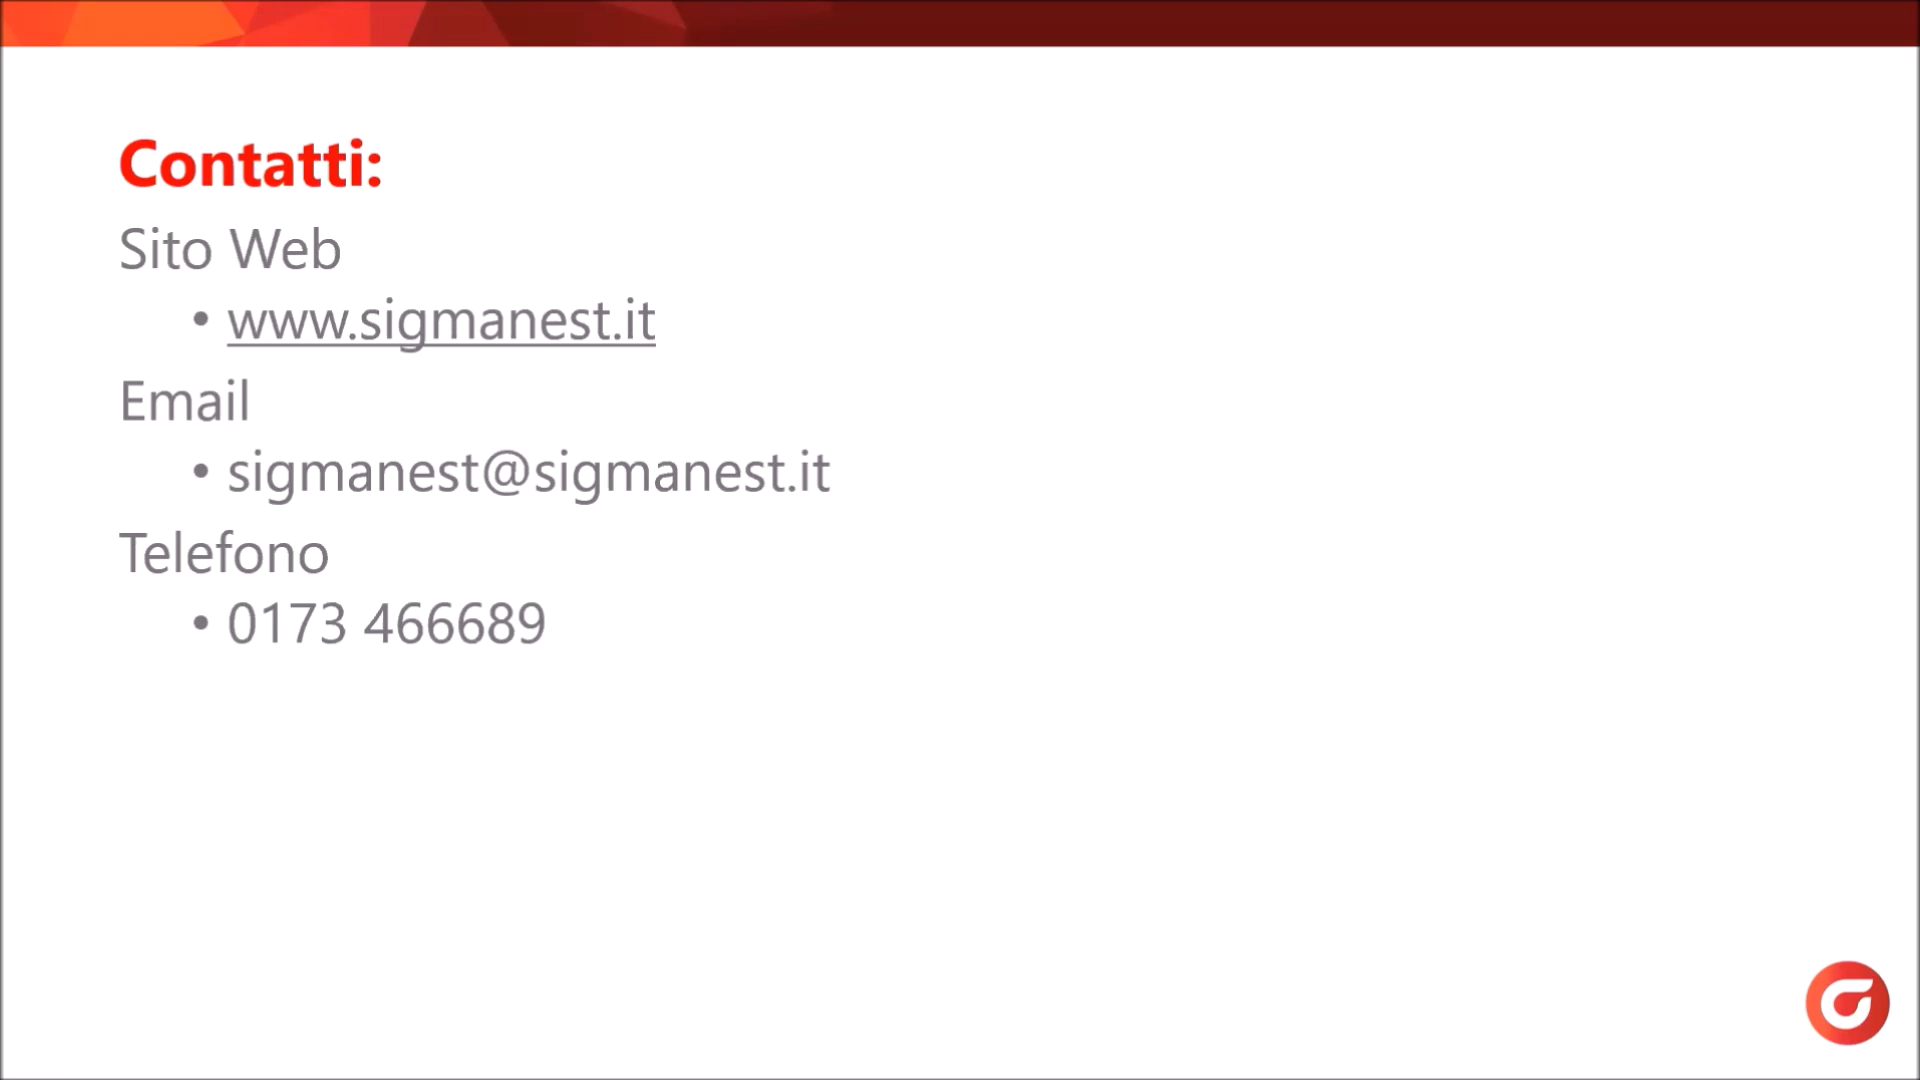 Contatti:
Sito Web
• www.sigmanest.it
Email
• sigmanest@sigmanest.it
Telefono
• 0173 466689